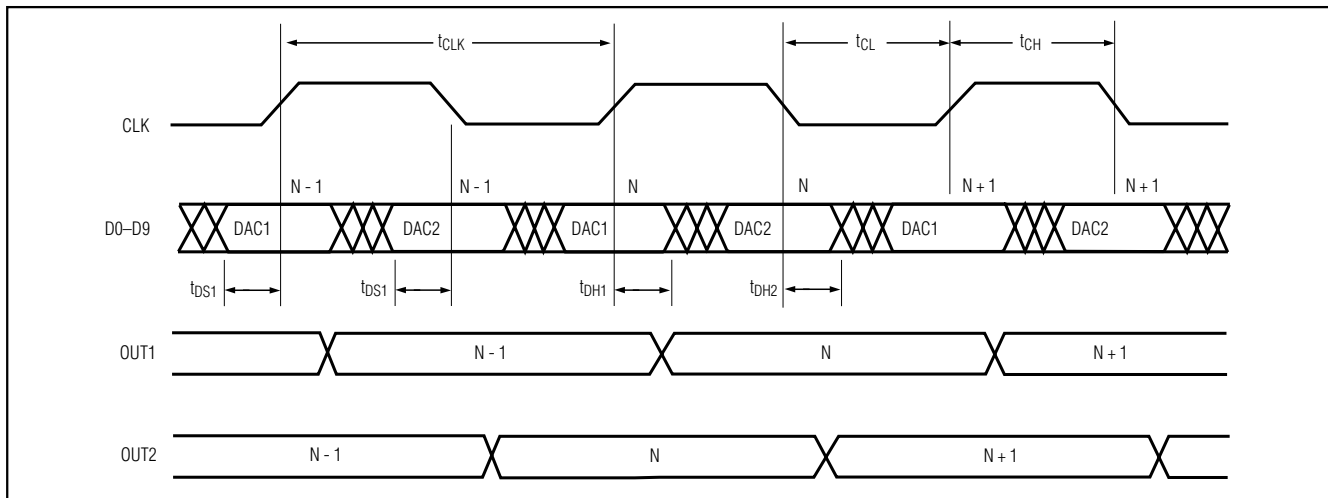 tCLK
tCL
tCH
CLK
N - 1
N - 1
N
N
N + 1
N + 1
D0–D9
DAC1
DAC2
DAC1
DAC2
DAC1
DAC2
tDS1
tDS1
tDH1
tDH2
OUT1
N - 1
N
N + 1
OUT2
N - 1
N
N + 1